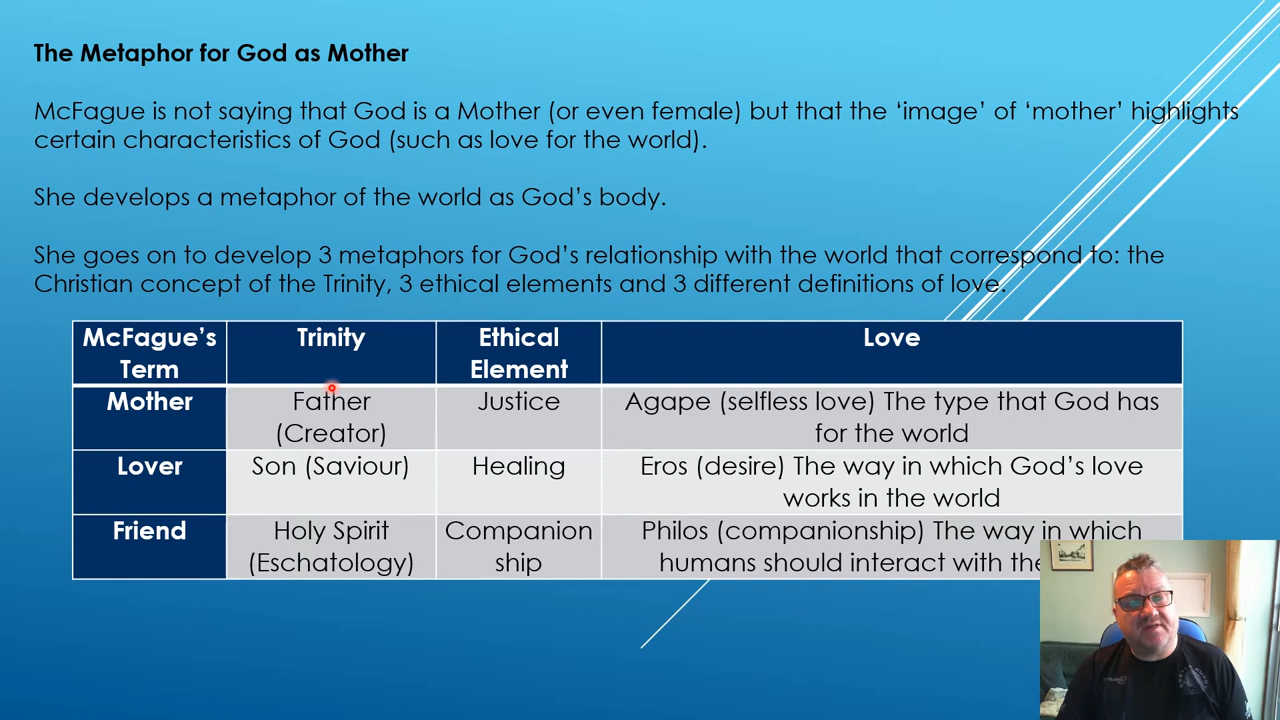 The Metaphor for God as Mother
McFague is not saying that God is a Mother (or even female) but that the ‘image’ of ‘mother’ highlights
certain characteristics of God (such as love for the world).
She develops a metaphor of the world as God’s body.
She goes on to develop 3 metaphors for God’s relationship with the world that correspond to: the
Christian concept of the Trinity, 3 ethical elements and 3 different definitions of love.
McFague’s Term
Trinity
Ethical Element
Love
Mother
Father (Creator)
Justice
Agape (selfless love) The type that God has
for the world
Lover
Son (Saviour)
Healing
Eros (desire) The way in which God’s love
works in the world
Friend
Holy Spirit
(Eschatology)
Companion
ship
Philos (companionship) The way in which
humans should interact with the